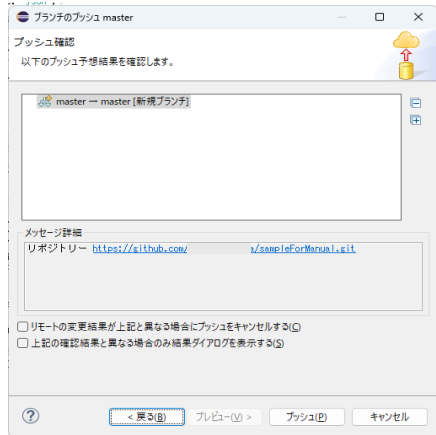 ブランチのプッシュ master
プッシュ確認
以下のプッシュ予想結果を確認します。
master → master [新規ブランチ]
メッセージ詳細
リポジトリー https://github.com/ a/sampleForManual.git
リモートの変更結果が上記と異なる場合にプッシュをキャンセルする(C)
上記の確認結果と異なる場合のみ結果ダイアログを表示する(S)
< 戻る(B) プレビュー(V) > プッシュ(P) キャンセル